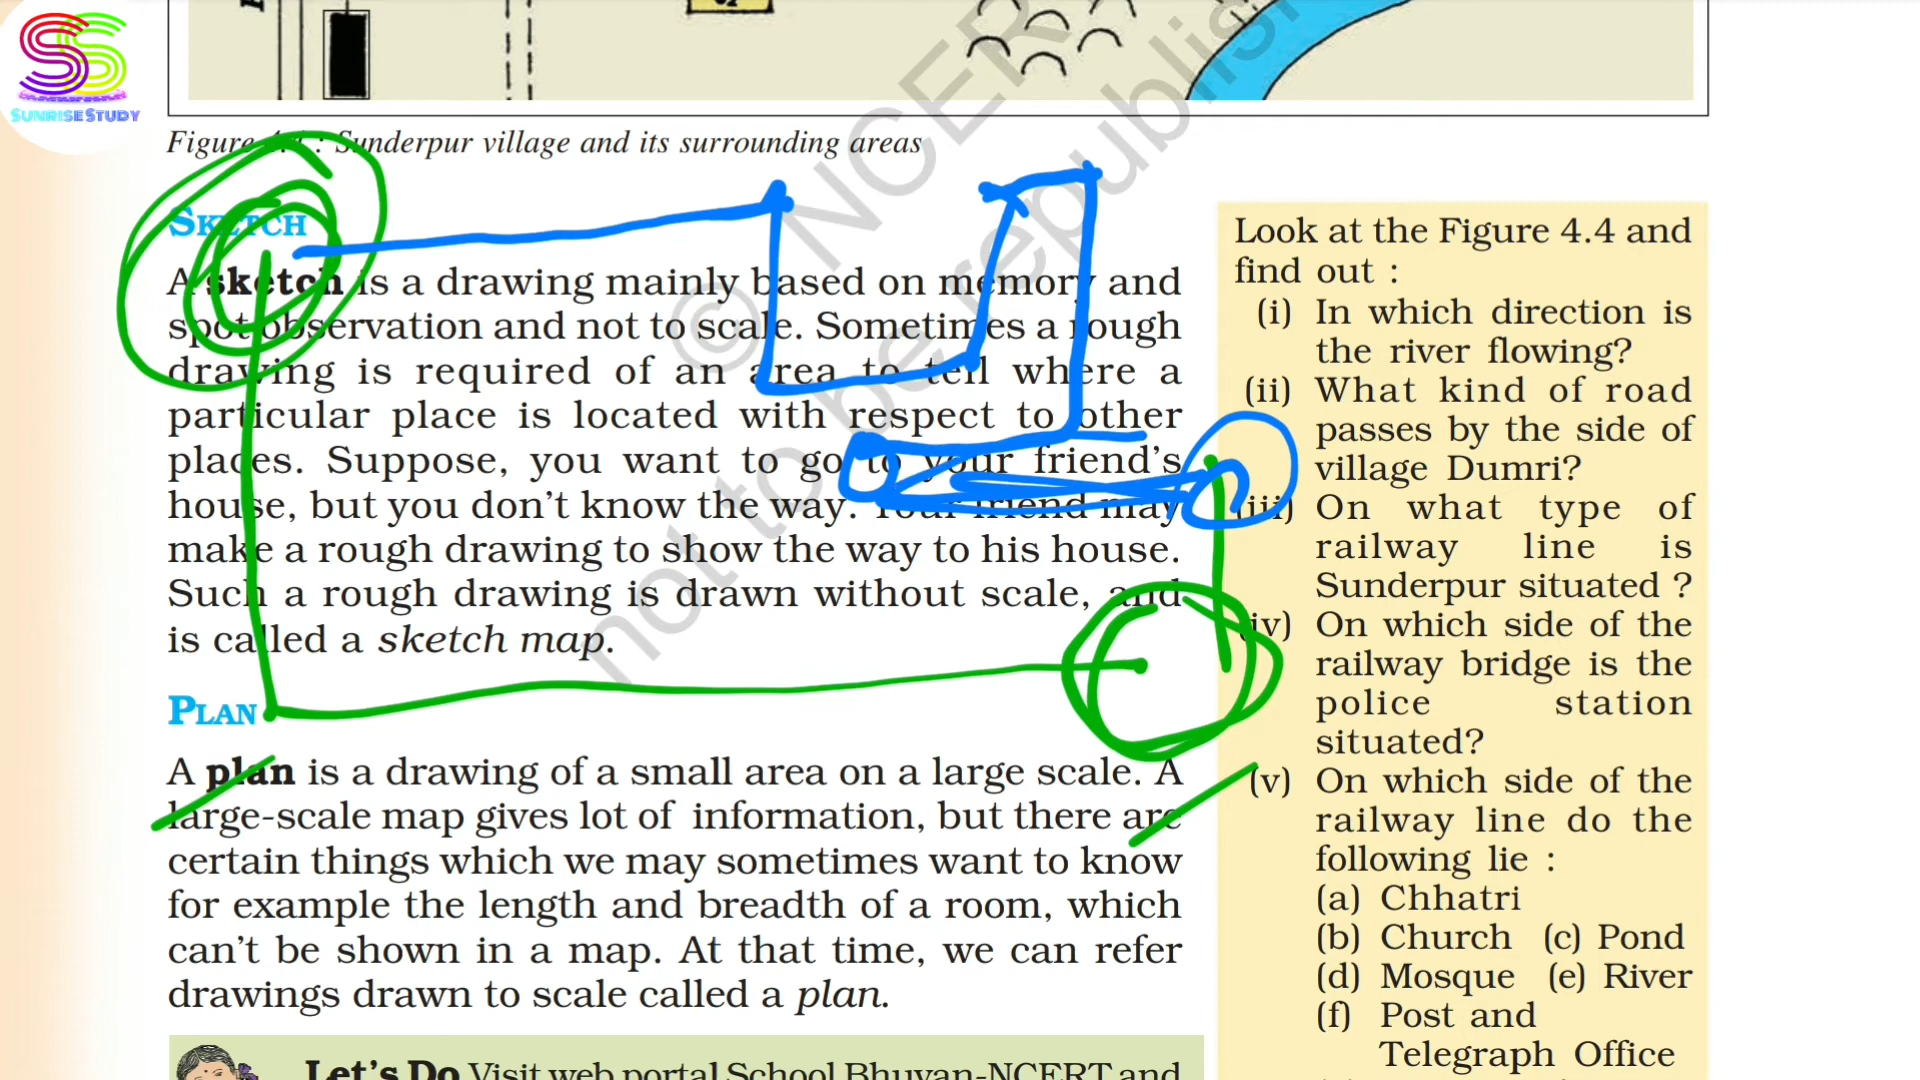 SUNRISESTUDY
Figure 4.4 : Sunderpur village and its surrounding areas
SKETCH
A sketch is a drawing mainly based on memory and
spot observation and not to scale. Sometimes a rough
drawing is required of an area to tell where a
particular place is located with respect to other
places. Suppose, you want to go to your friend's
house, but you don't know the way. Your friend may
make a rough drawing to show the way to his house.
Such a rough drawing is drawn without scale, and
is called a sketch map.
PLAN
A plan is a drawing of a small area on a large scale. A
large-scale map gives lot of information, but there are
certain things which we may sometimes want to know
for example the length and breadth of a room, which
can't be shown in a map. At that time, we can refer
drawings drawn to scale called a plan.
Let's Do Visit web portal School Bhuvan-NCERT and
Look at the Figure 4.4 and
find out :
(i) In which direction is
the river flowing?
(ii) What kind of road
passes by the side of
village Dumri?
(iii) On what type of
railway line is
Sunderpur situated ?
(iv) On which side of the
railway bridge is the
police station
situated?
(v) On which side of the
railway line do the
following lie :
(a) Chhatri
(b) Church (c) Pond
(d) Mosque (e) River
(f) Post and
Telegraph Office
© NCER
not to be republis